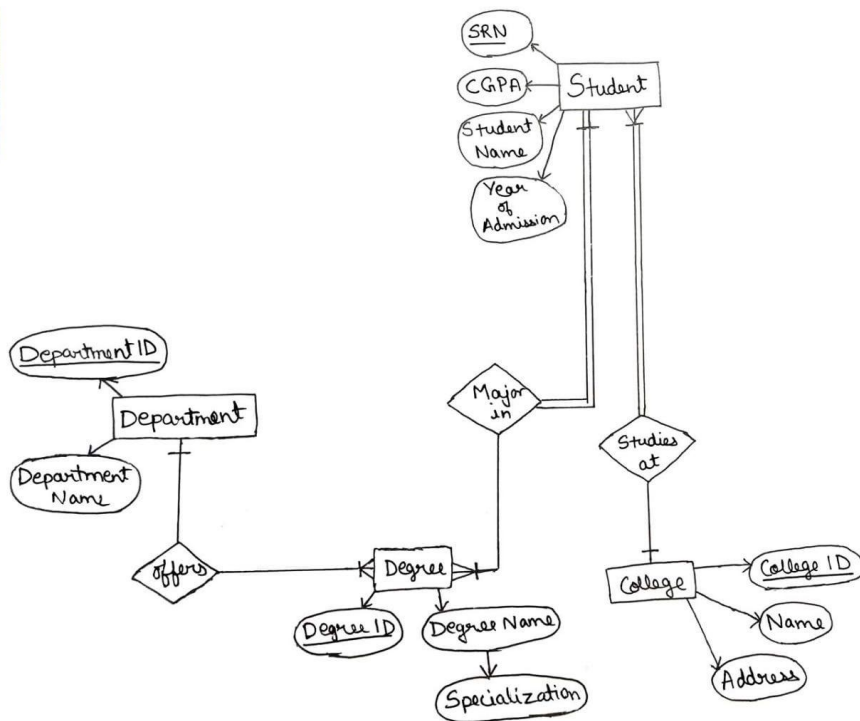 SRN
CGPA
Student
Student
Name
Year
of
Admission
Department ID
Department
Department
Name
Major
in
Studies
at
offers
Degree
College
College ID
Degree ID
Degree Name
Name
Address
Specialization